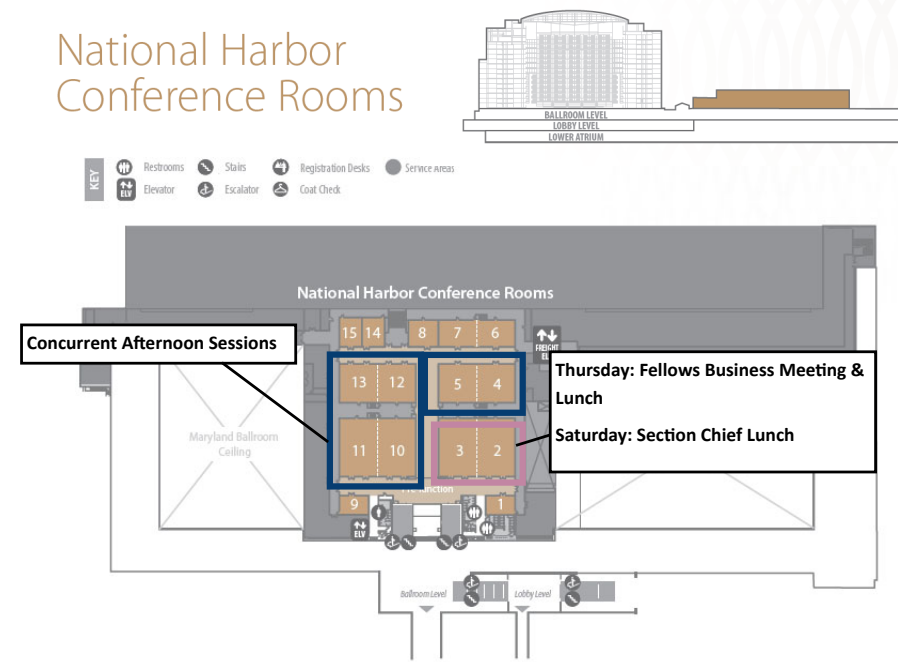 National Harbor
Conference Rooms
BALLROOM LEVEL
LOBBY LEVEL
LOWER ATRIUM
KEY
Restrooms
Stairs
Registration Desks
Service Areas
ELV
Elevator
Escalator
Coat Check
National Harbor Conference Rooms
15 14 8 7 6
FREIGHT
Concurrent Afternoon Sessions
13 12 5 4
Thursday: Fellows Business Meeting &
Lunch
Saturday: Section Chief Lunch
Maryland Ballroom
Ceiling
11 10 3 2
9 1
ELV
Ballroom Level
Lobby Level